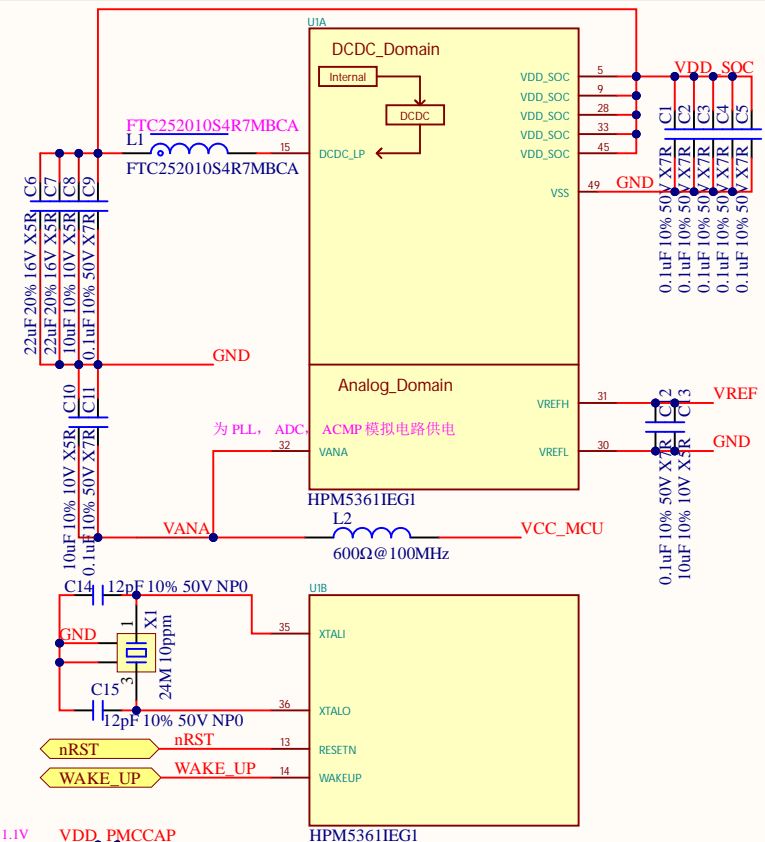 U1A
DCDC_Domain
Internal
DCDC
DCDC_LP
15
VDD_SOC
5
VDD_SOC
9
VDD_SOC
28
VDD_SOC
33
VDD_SOC
45
VSS
49
GND
VDD_SOC
C1
C2
C3
C4
C5
0.1uF 10% 50V X7R
0.1uF 10% 50V X7R
0.1uF 10% 50V X7R
0.1uF 10% 50V X7R
0.1uF 10% 50V X7R
FTC252010S4R7MBCA
L1
FTC252010S4R7MBCA
C6
C7
C8
C9
22uF 20% 16V X5R
22uF 20% 16V X5R
10uF 10% 10V X5R
0.1uF 10% 50V X7R
GND
C10
C11
10uF 10% 10V X5R
0.1uF 10% 50V X7R
Analog_Domain
为 PLL， ADC， ACMP 模拟电路供电
32
VANA
VREFH
31
VREF
VREFL
30
GND
C12
C13
0.1uF 10% 50V X7R
10uF 10% 10V X5R
HPM5361IEG1
VANA
L2
600Ω@100MHz
VCC_MCU
U1B
C14
12pF 10% 50V NP0
GND
1
X1
3
24M 10ppm
C15
12pF 10% 50V NP0
35
XTALI
36
XTALO
nRST
nRST
13
RESETN
WAKE_UP
WAKE_UP
14
WAKEUP
HPM5361IEG1
1.1V
VDD_PMCCAP